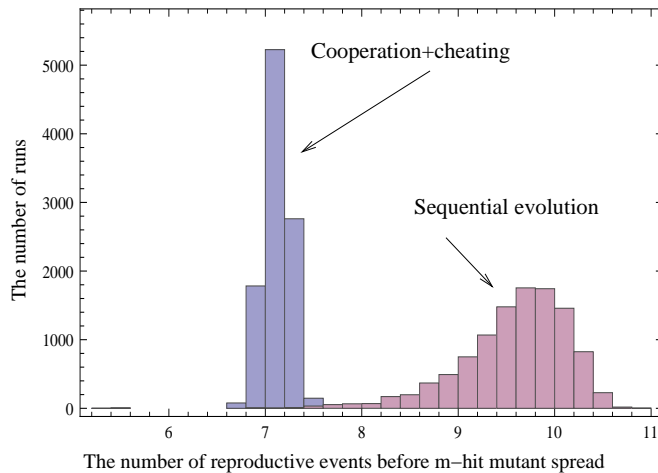 Cooperation+cheating
Sequential evolution
The number of runs
5000
4000
3000
2000
1000
0
6 7 8 9 10 11
The number of reproductive events before m−hit mutant spread